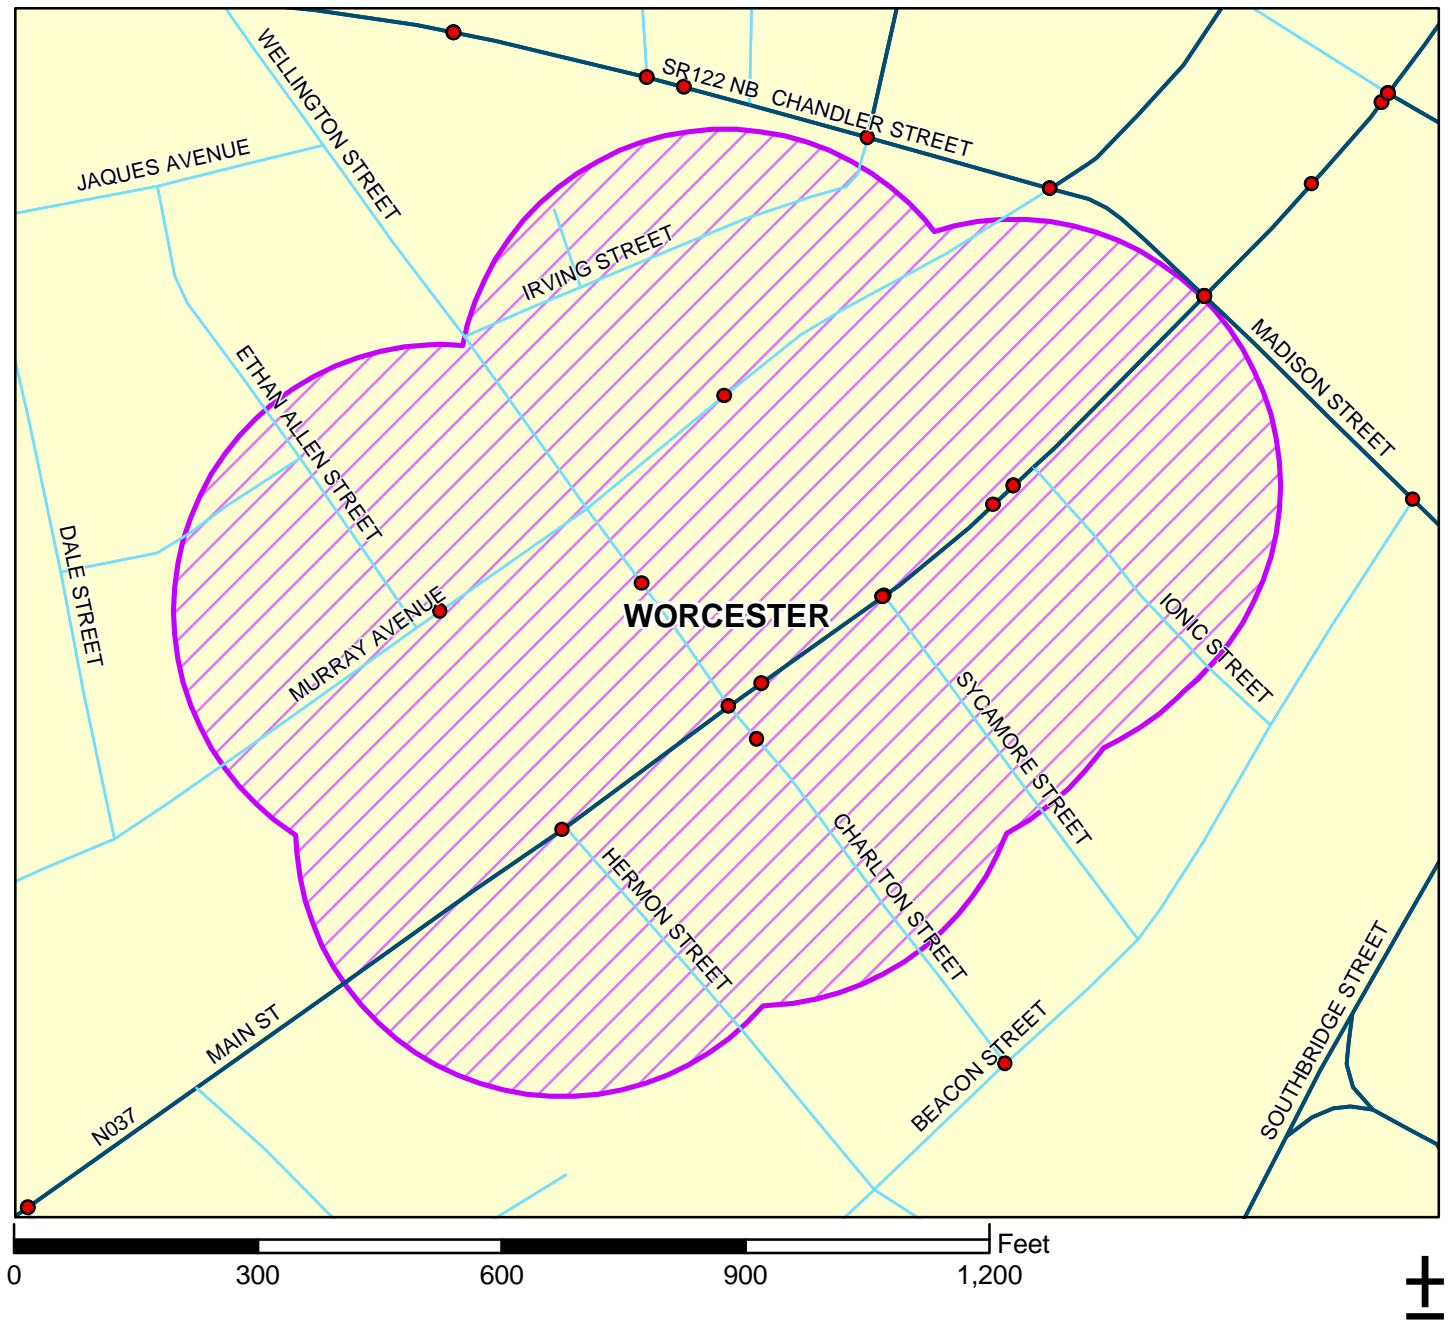 WELLINGTON STREET
SR122 NB CHANDLER STREET
JAQUES AVENUE
IRVING STREET
MADISON STREET
ETHAN ALLEN STREET
DALE STREET
MURRAY AVENUE
WORCESTER
IONIC STREET
SYCAMORE STREET
CHARLTON STREET
HERMON STREET
SOUTHBRIDGE STREET
MAIN ST
BEACON STREET
N037
Feet
0 300 600 900 1,200